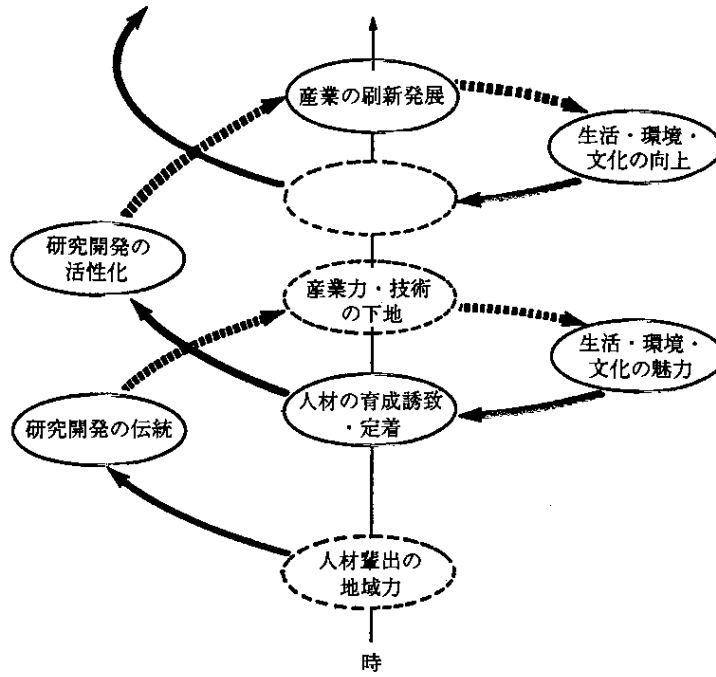 産業の刷新発展
生活・環境・
文化の向上
研究開発の
活性化
産業力・技術
の下地
生活・環境・
文化の魅力
人材の育成誘致
・定着
研究開発の伝統
人材輩出の
地域力
時